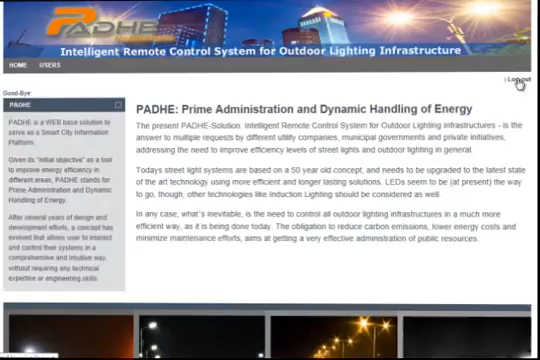 PADHE
Intelligent Remote Control System for Outdoor Lighting Infrastructure
HOME USERS
| Logout
Good-Bye
PADHE
PADHE is a WEB base solution to
serve as a Smart City Information
Platform.
Given its "initial objective" as a tool
to improve energy efficiency in
different areas, PADHE stands for
Prime Administration and Dynamic
Handling of Energy.
After several years of design and
development efforts, a concept has
evolved that allows user to interact
and control their systems in a
comprehensive and intuitive way,
without requiring any technical
expertise or engineering skills.
PADHE: Prime Administration and Dynamic Handling of Energy
The present PADHE-Solution: Intelligent Remote Control System for Outdoor Lighting Infrastructures - is the
answer to multiple requests by different utility companies, municipal governments and private initiatives,
addressing the need to improve efficiency levels of street lights and outdoor lighting in general.
Todays street light systems are based on a 50 year old concept, and needs to be upgraded to the latest state
of the art technology using more efficient and longer lasting solutions. LEDs seem to be (at present) the way
to go, though, other technologies like Induction Lighting should be considered as well.
In any case, what´s inevitable, is the need to control all outdoor lighting infrastructures in a much more
efficient way, as it is being done today. The obligation to reduce carbon emissions, lower energy costs and
minimize maintenance efforts, aims at getting a very effective administration of public resources.